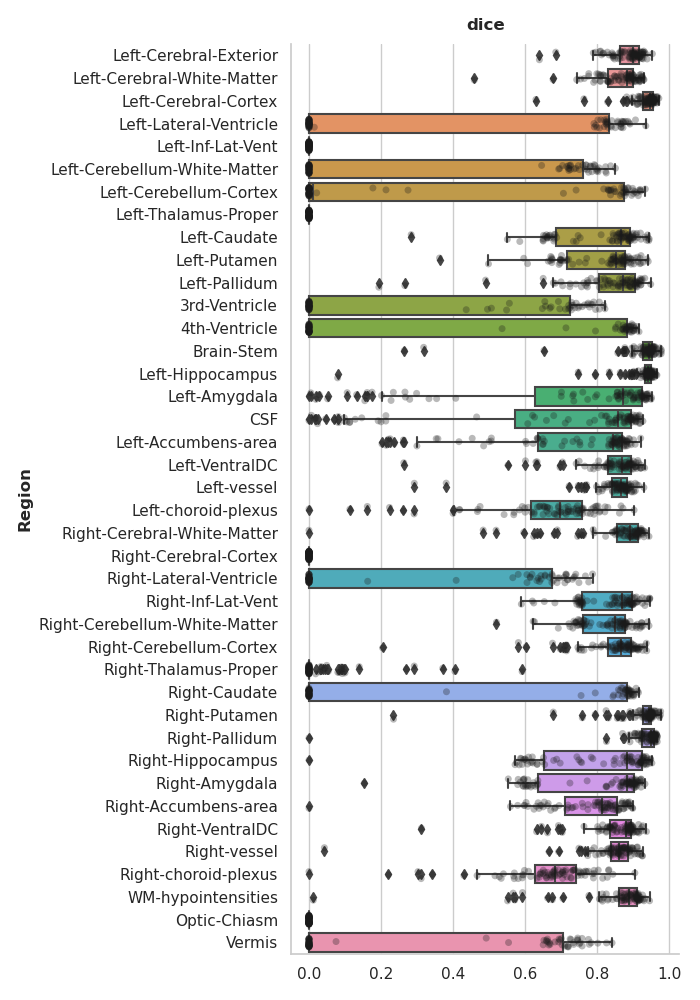 dice
Left-Cerebral-Exterior
Left-Cerebral-White-Matter
Left-Cerebral-Cortex
Left-Lateral-Ventricle
Left-Inf-Lat-Vent
Left-Cerebellum-White-Matter
Left-Cerebellum-Cortex
Left-Thalamus-Proper
Left-Caudate
Left-Putamen
Left-Pallidum
3rd-Ventricle
4th-Ventricle
Brain-Stem
Left-Hippocampus
Left-Amygdala
CSF
Left-Accumbens-area
Left-VentralDC
Left-vessel
Left-choroid-plexus
Right-Cerebral-White-Matter
Right-Cerebral-Cortex
Right-Lateral-Ventricle
Right-Inf-Lat-Vent
Right-Cerebellum-White-Matter
Right-Cerebellum-Cortex
Right-Thalamus-Proper
Right-Caudate
Right-Putamen
Right-Pallidum
Right-Hippocampus
Right-Amygdala
Right-Accumbens-area
Right-VentralDC
Right-vessel
Right-choroid-plexus
WM-hypointensities
Optic-Chiasm
Vermis
Region
0.0 0.2 0.4 0.6 0.8 1.0